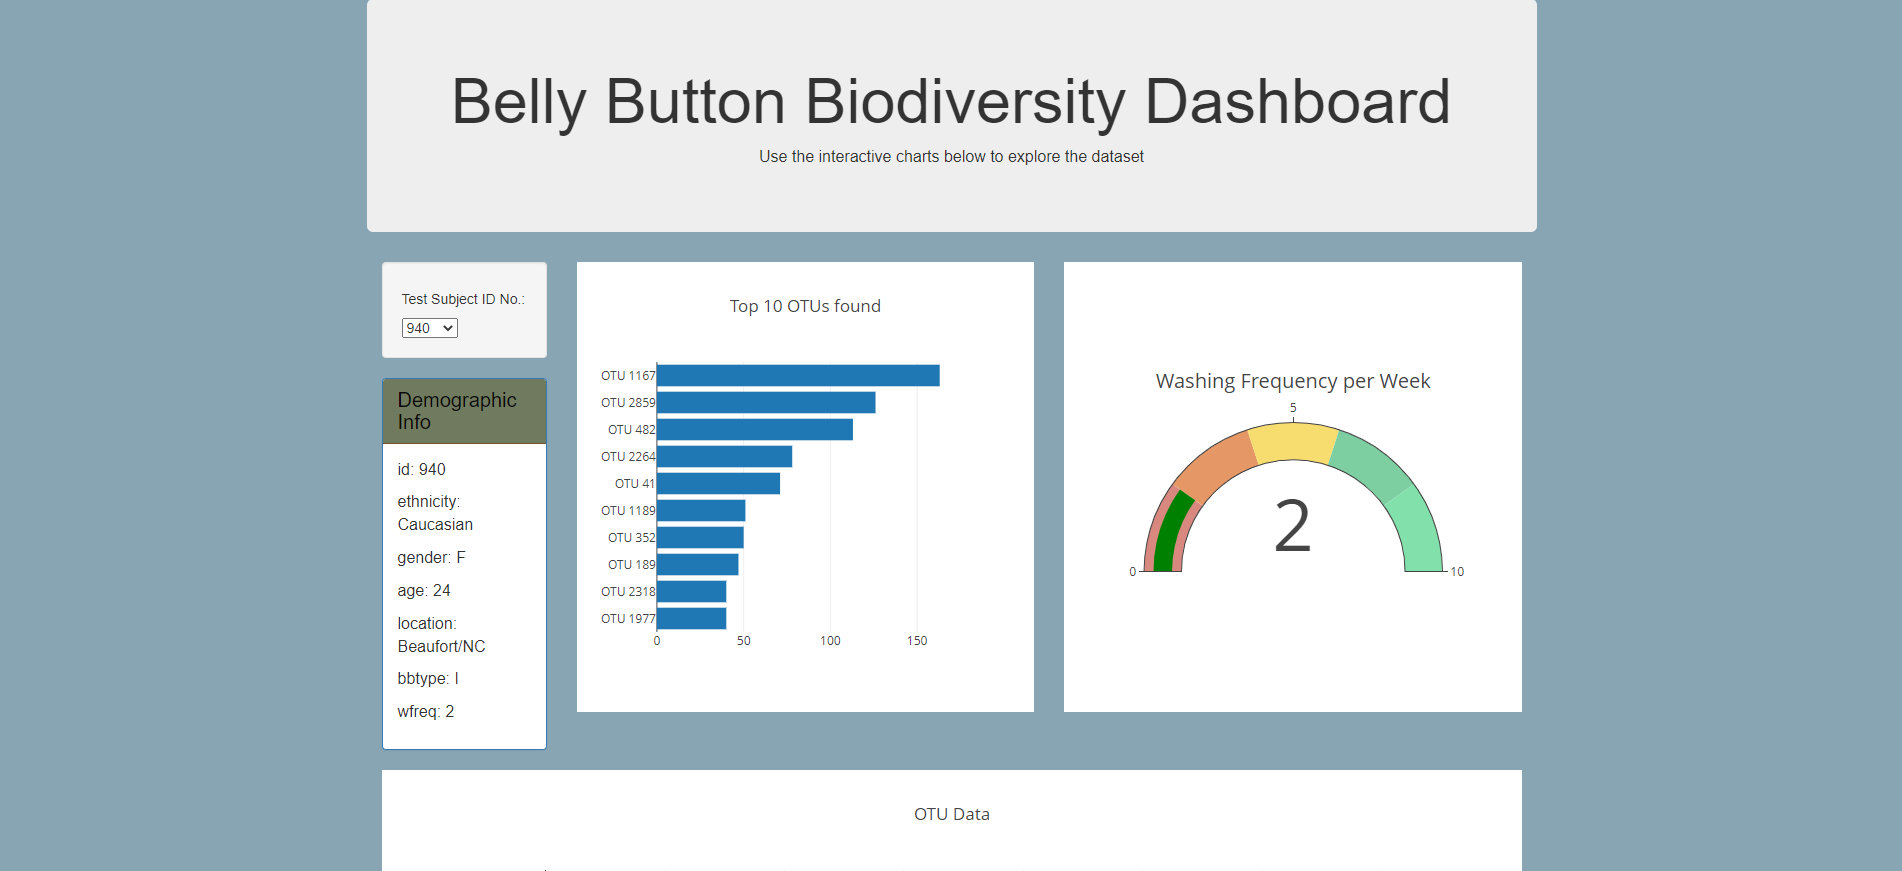 Belly Button Biodiversity Dashboard
Use the interactive charts below to explore the dataset
Test Subject ID No.:
940
Demographic
Info
id: 940
ethnicity:
Caucasian
gender: F
age: 24
location:
Beaufort/NC
bbtype: I
wfreq: 2
Top 10 OTUs found
OTU 1167
OTU 2859
OTU 482
OTU 2264
OTU 41
OTU 1189
OTU 352
OTU 189
OTU 2318
OTU 1977
0 50 100 150
Washing Frequency per Week
5
2
0 10
OTU Data